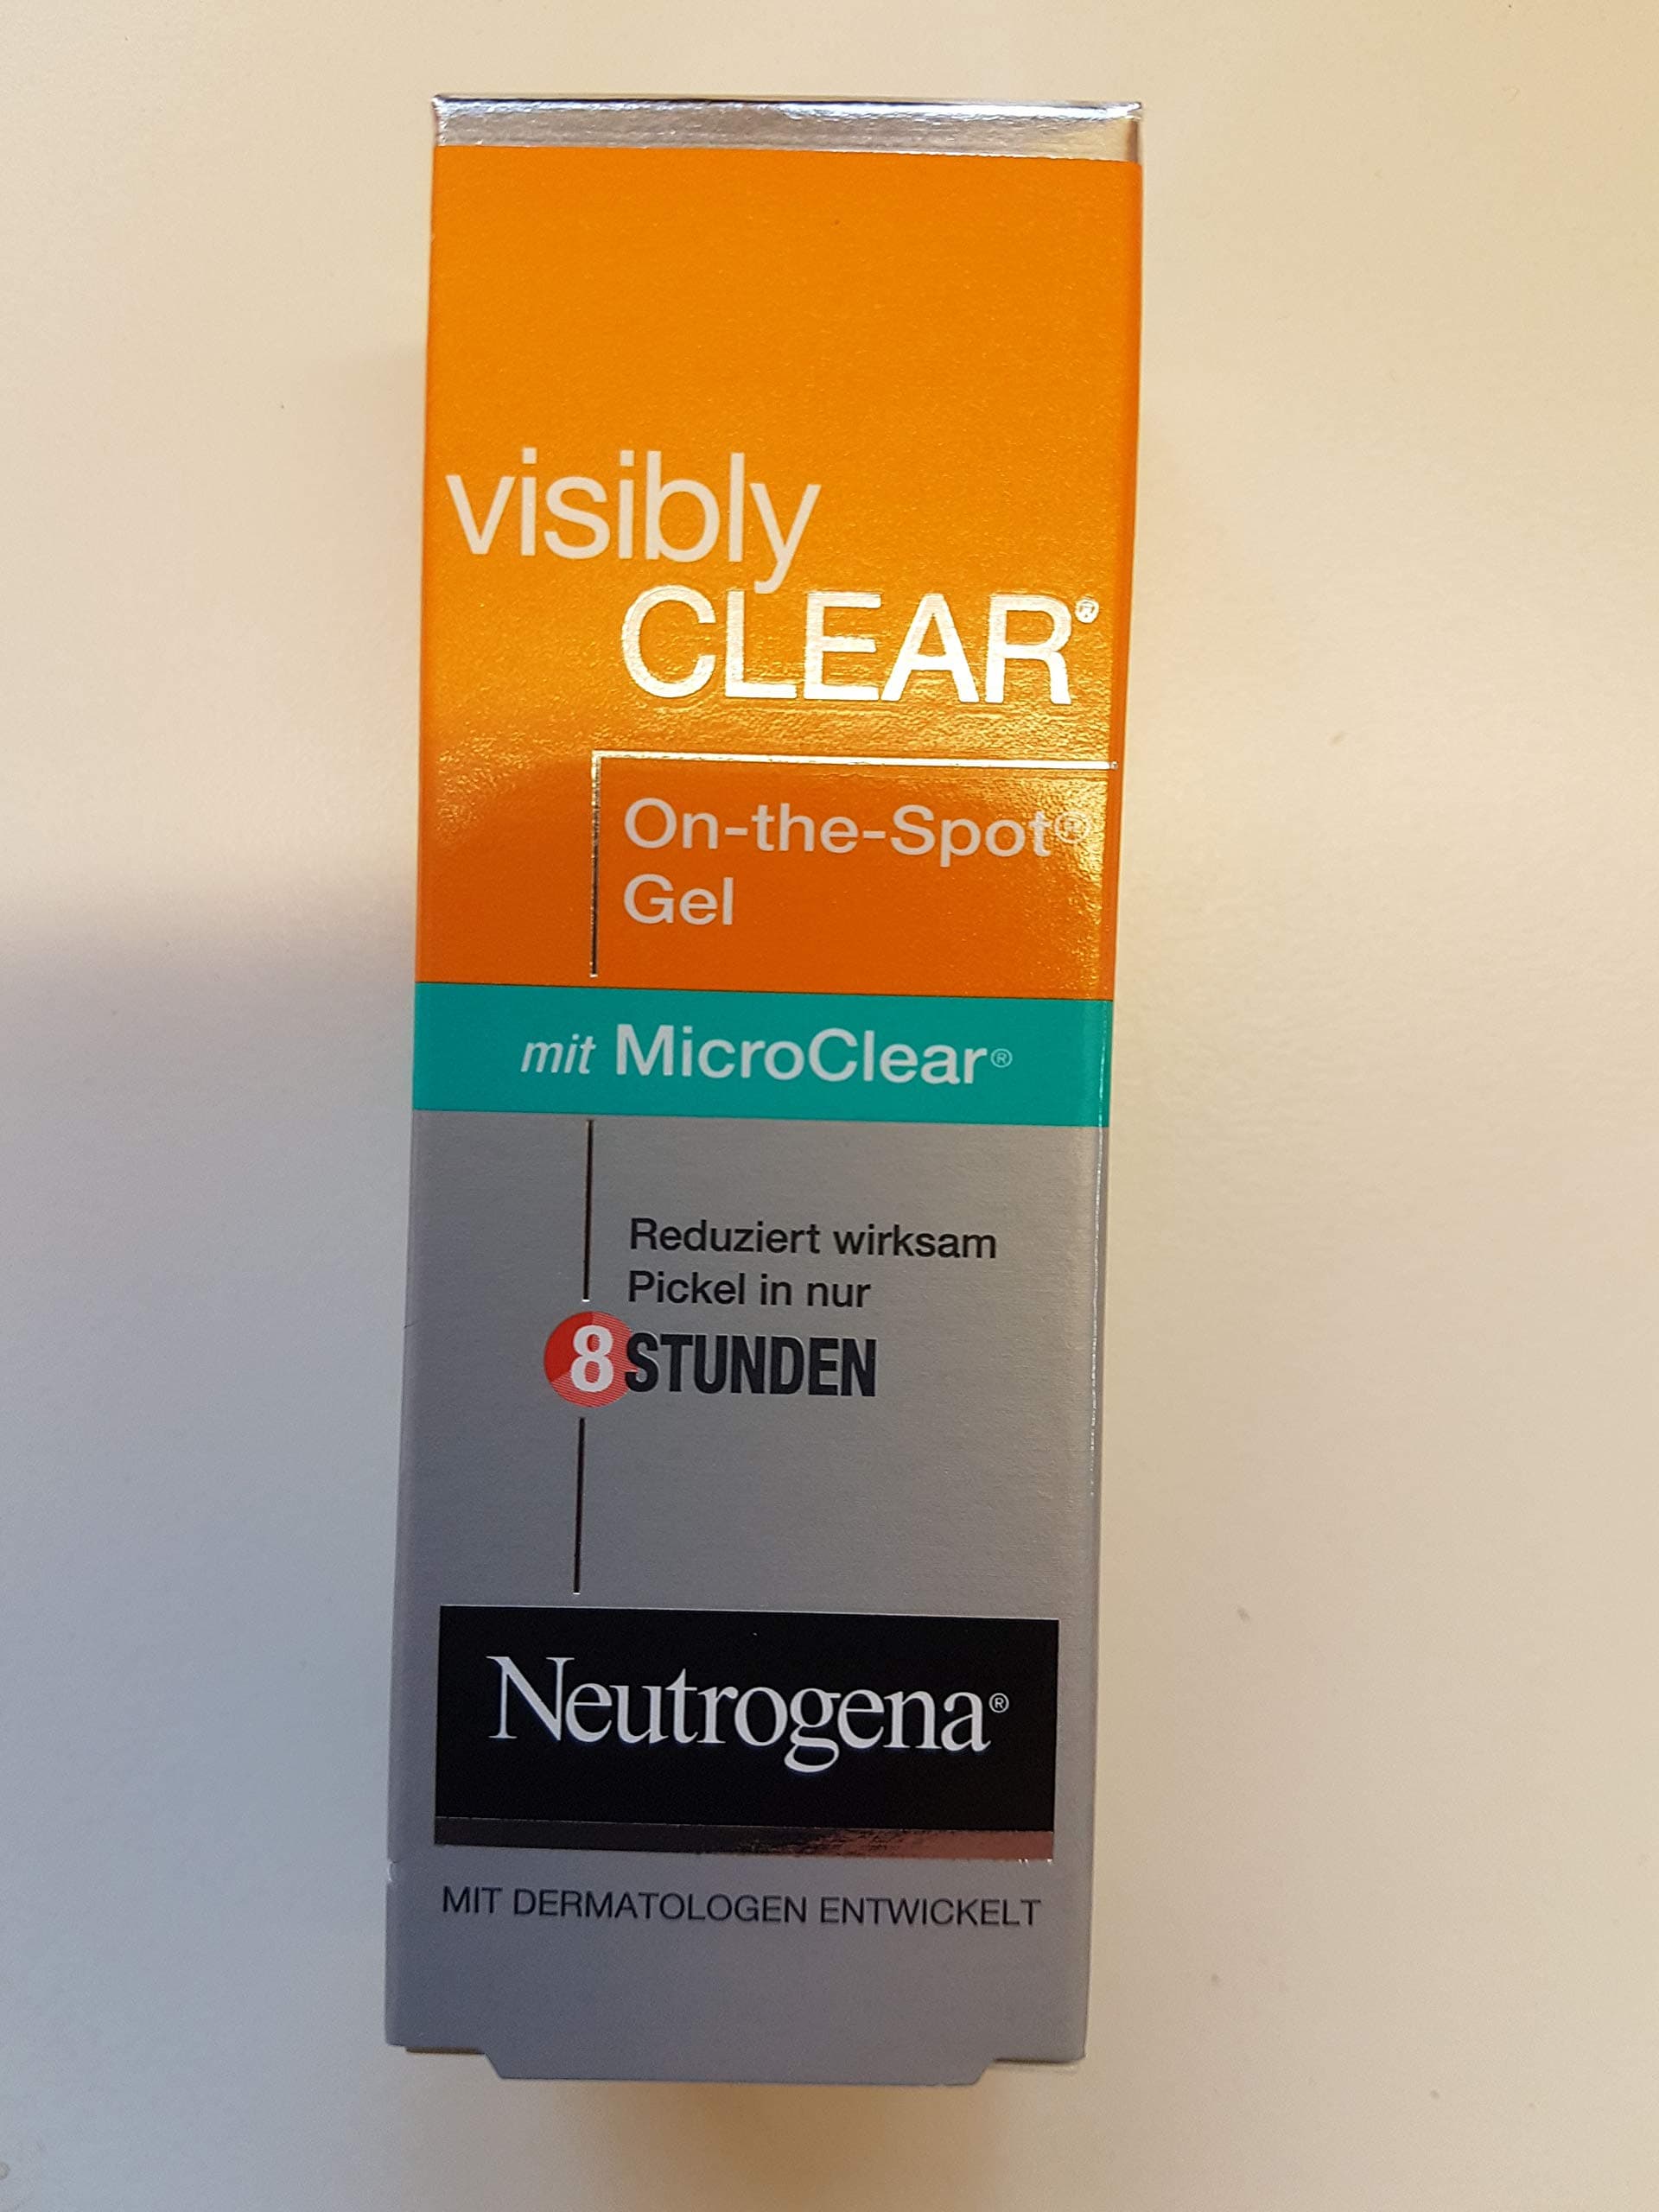 visibly
CLEAR®
On-the-Spot®
Gel
mit MicroClear®
Reduziert wirksam
Pickel in nur
8 STUNDEN
Neutrogena®
MIT DERMATOLOGEN ENTWICKELT